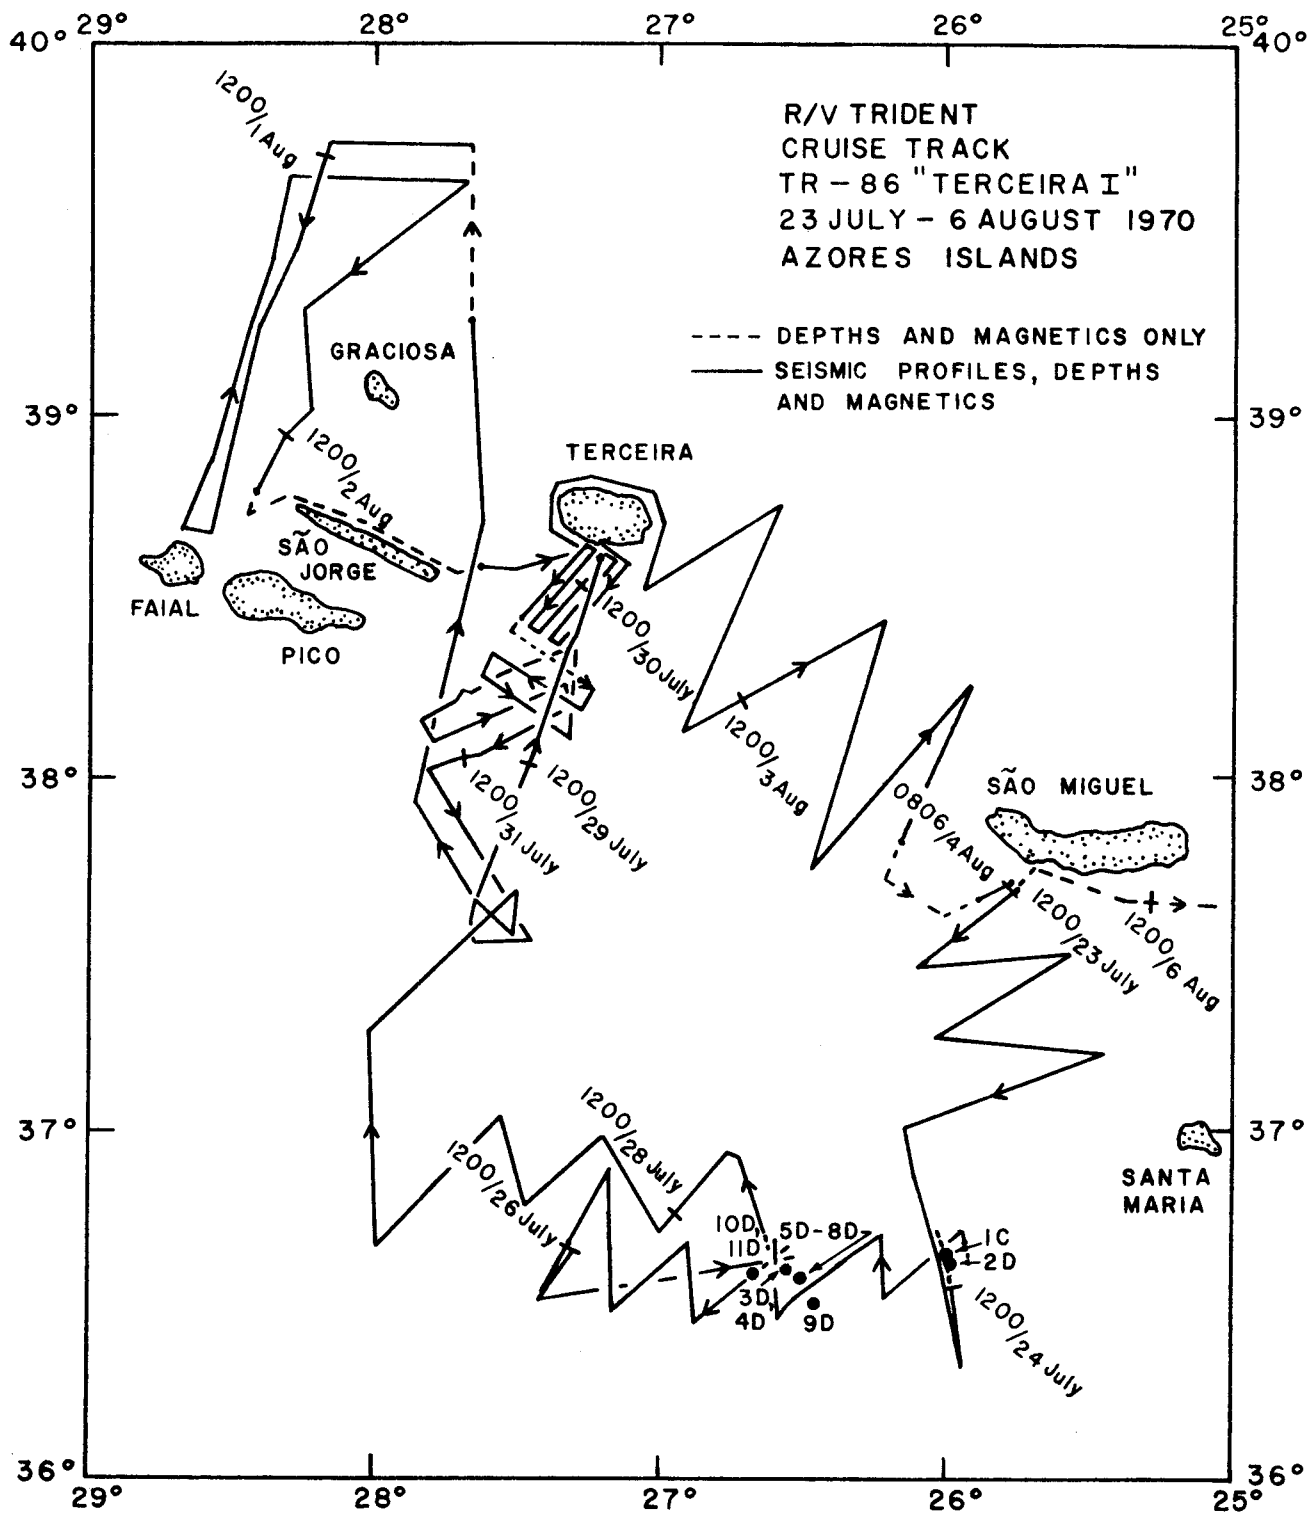 29° 28° 27° 26° 25°
40° 40°
1200/1 Aug
R/V TRIDENT
CRUISE TRACK
TR-86 "TERCEIRA I"
23 JULY - 6 AUGUST 1970
AZORES ISLANDS
---- DEPTHS AND MAGNETICS ONLY
—— SEISMIC PROFILES, DEPTHS
AND MAGNETICS
GRACIOSA
39° 39°
1200/2 Aug
TERCEIRA
SÃO
JORGE
FAIAL
PICO
1200/30 July
1200/3 Aug
38° 38°
SÃO MIGUEL
0806/4 Aug
1200/31 July
1200/29 July
1200/23 July
1200/6 Aug
37° 37°
1200/28 July
1200/26 July
SANTA
MARIA
10D
11D
5D-8D
1C
2D
3D
4D
9D
1200/24 July
36° 36°
29° 28° 27° 26° 25°